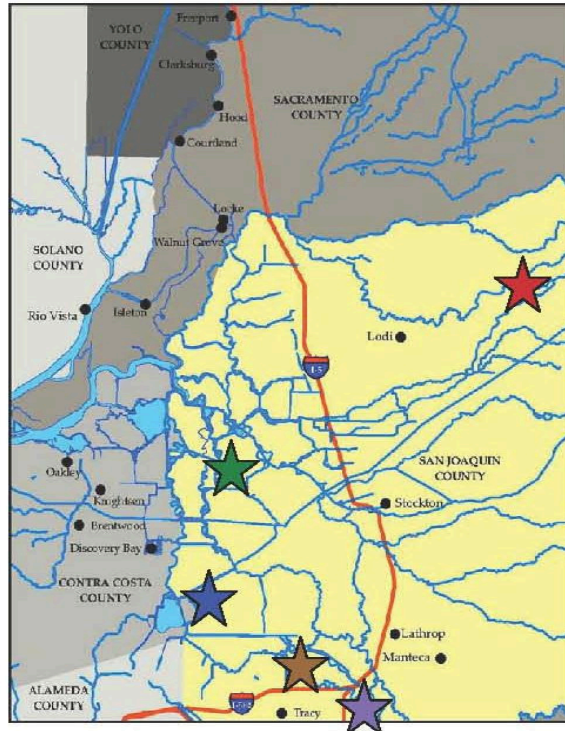 Freeport
YOLO
COUNTY
Clarksburg
SACRAMENTO
COUNTY
Hood
Courtland
Locke
Walnut Grove
SOLANO
COUNTY
Rio Vista
Isleton
Lodi
I-5
Oakley
SAN JOAQUIN
COUNTY
Knightsen
Stockton
Brentwood
Discovery Bay
CONTRA COSTA
COUNTY
Lathrop
Manteca
ALAMEDA
COUNTY
Tracy